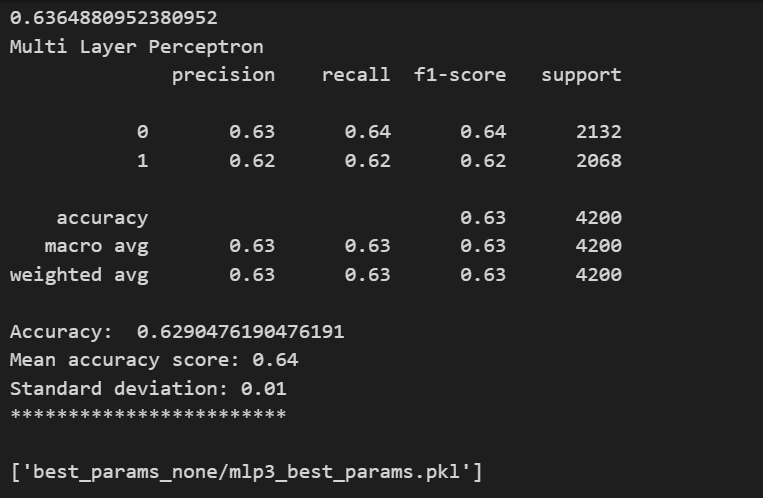 0.6364880952380952
Multi Layer Perceptron
              precision    recall  f1-score   support

           0       0.63      0.64      0.64      2132
           1       0.62      0.62      0.62      2068

    accuracy                           0.63      4200
   macro avg       0.63      0.63      0.63      4200
weighted avg       0.63      0.63      0.63      4200

Accuracy:  0.6290476190476191
Mean accuracy score: 0.64
Standard deviation: 0.01
************************

['best_params_none/mlp3_best_params.pkl']